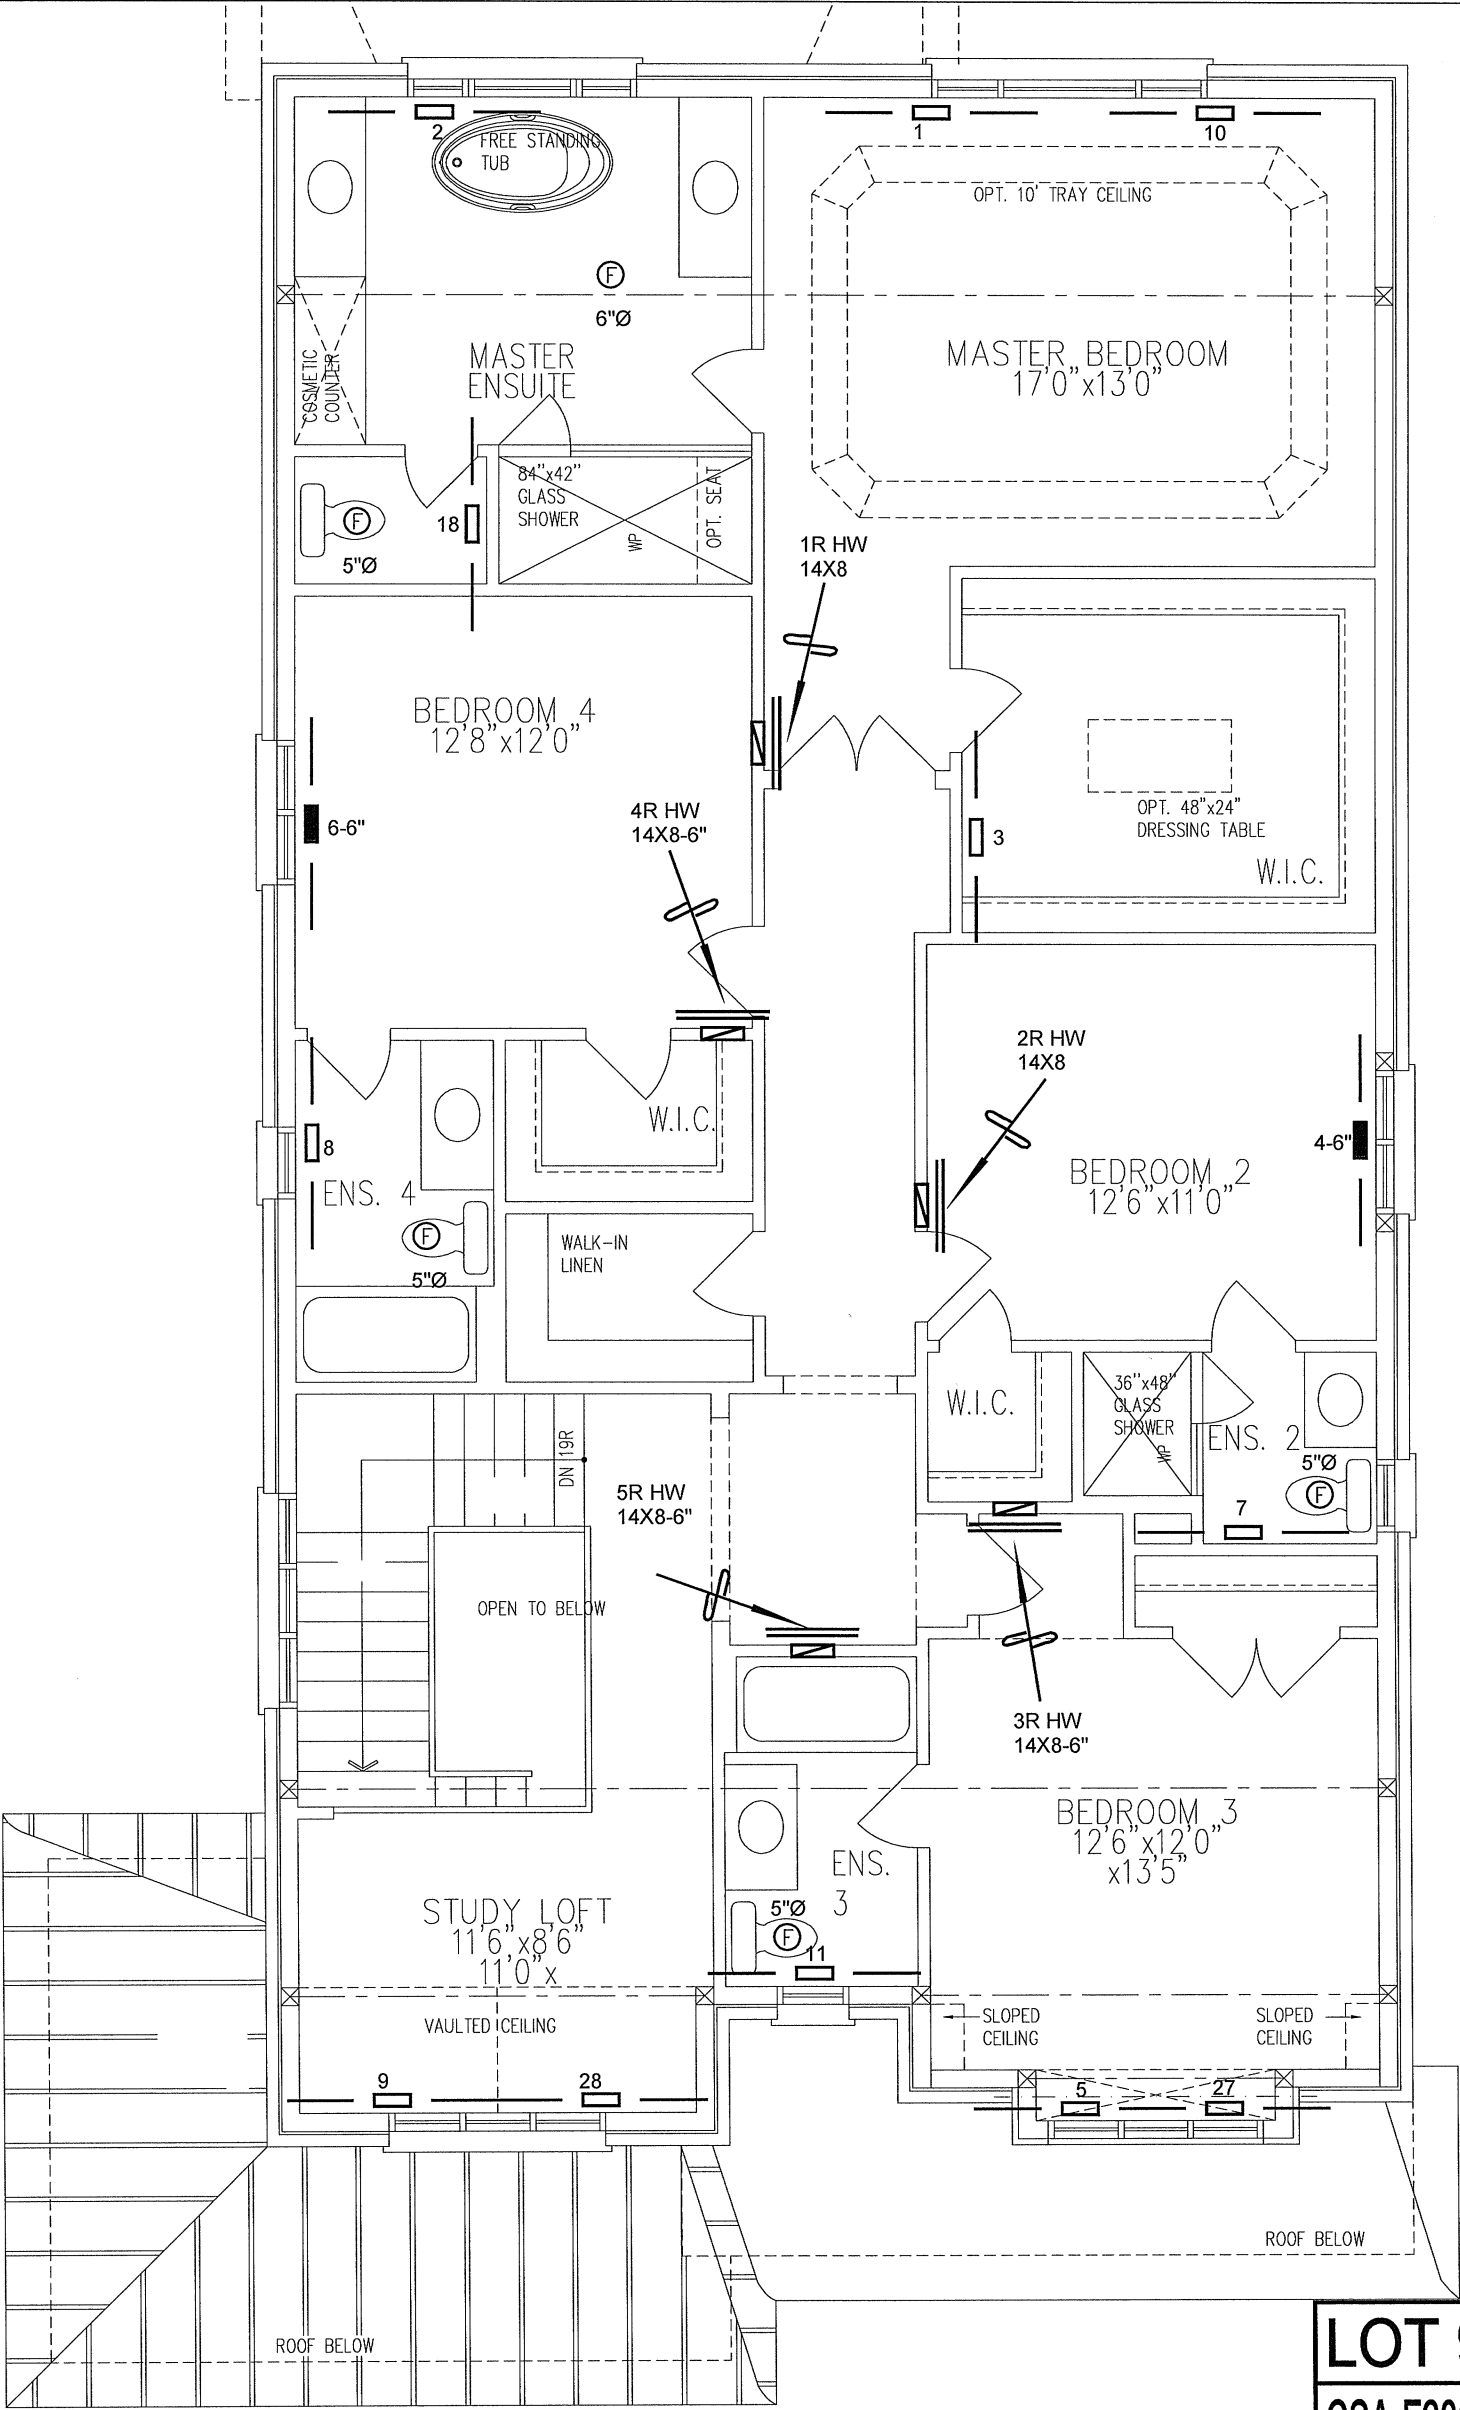 2
FREE STANDING
TUB
1
10
OPT. 10' TRAY CEILING
F
6"Ø
MASTER
ENSUITE
COSMETIC
COUNTER
MASTER BEDROOM
17'0"x13'0"
84"x42"
GLASS
SHOWER
WP
OPT. SEAT
18
F
5"Ø
1R HW
14X8
BEDROOM 4
12'8"x12'0"
6-6"
4R HW
14X8-6"
3
OPT. 48"x24"
DRESSING TABLE
W.I.C.
2R HW
14X8
W.I.C.
8
ENS. 4
F
5"Ø
4-6"
BEDROOM 2
12'6"x11'0"
WALK-IN
LINEN
W.I.C.
36"x48"
GLASS
SHOWER
WP
ENS. 2
5"Ø
F
7
DN 19R
5R HW
14X8-6"
OPEN TO BELOW
3R HW
14X8-6"
BEDROOM 3
12'6"x12'0"
x13'5"
ENS.
3
5"Ø
F
11
STUDY LOFT
11'6"x8'6"
11'0"x
VAULTED CEILING
SLOPED
CEILING
SLOPED
CEILING
9
28
5
27
ROOF BELOW
ROOF BELOW
LOT